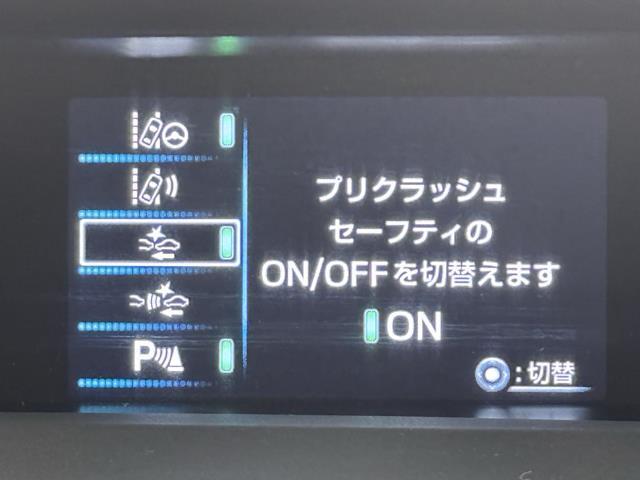 プリクラッシュ
セーフティの
ON/OFFを切替えます
ON
P
:切替